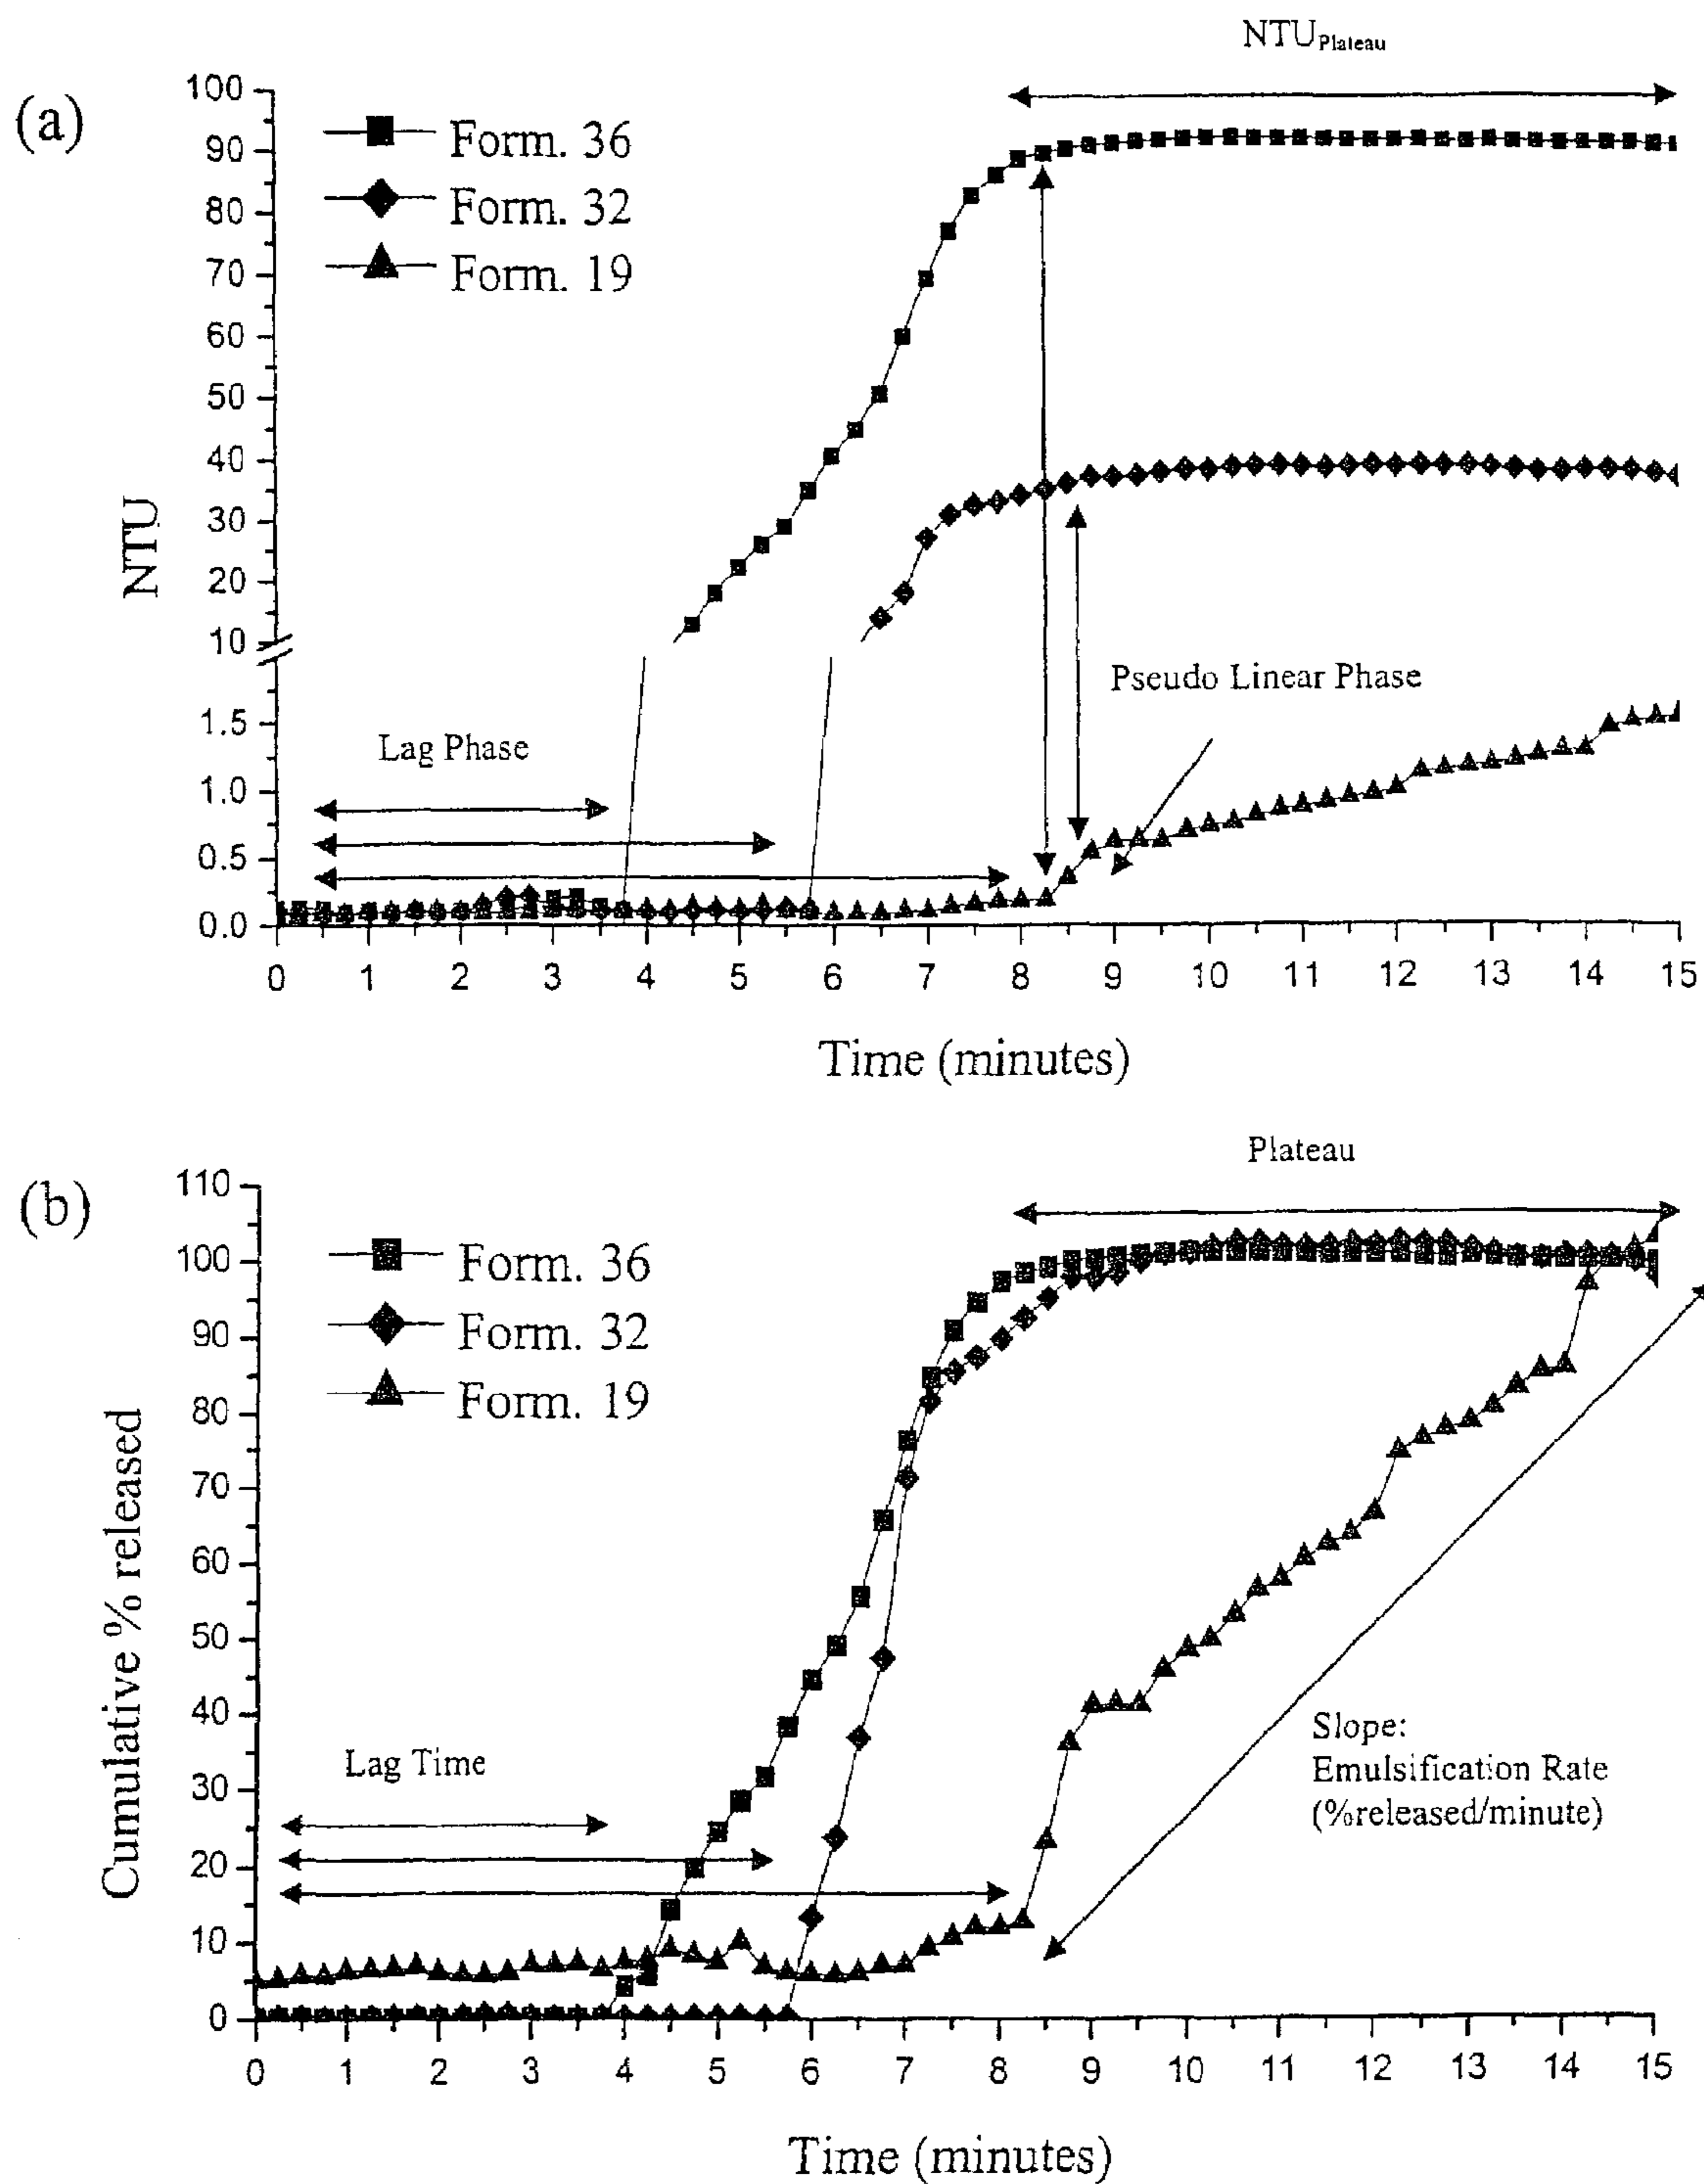 NTUPlateau
(a)
100
90
80
70
60
50
40
30
20
10
1.5
1.0
0.5
0.0
NTU
Form. 36
Form. 32
Form. 19
Lag Phase
Pseudo Linear Phase
0 1 2 3 4 5 6 7 8 9 10 11 12 13 14 15
Time (minutes)
Plateau
(b)
110
100
90
80
70
60
50
40
30
20
10
0
Cumulative % released
Form. 36
Form. 32
Form. 19
Lag Time
Slope:
Emulsification Rate
(%released/minute)
0 1 2 3 4 5 6 7 8 9 10 11 12 13 14 15
Time (minutes)